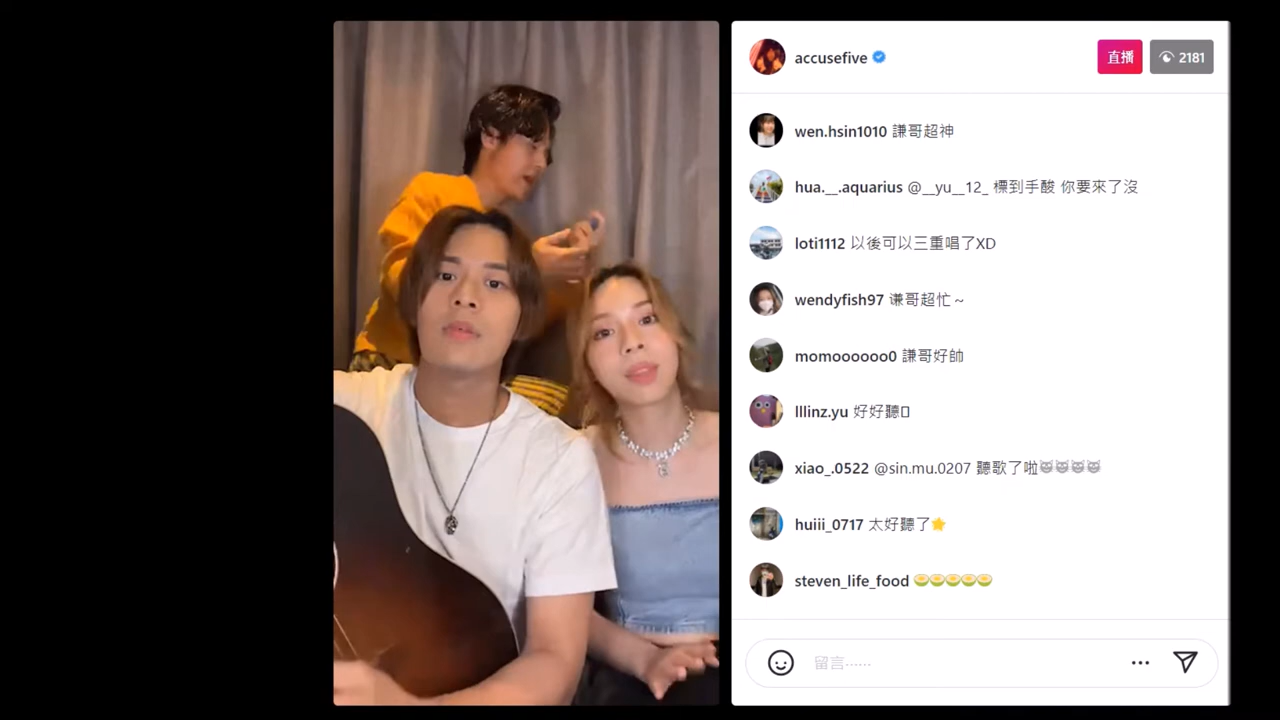 accusefive
直播
2181
wen.hsin1010 謙哥超神
hua.__.aquarius @__yu__12_ 標到手酸 你要來了沒
loti1112 以後可以三重唱了XD
wendyfish97 谦哥超忙~
momoooooo0 謙哥好帥
lllinz.yu 好好聽
xiao_.0522 @sin.mu.0207 聽歌了啦😈😈😈😈
huiii_0717 太好聽了⭐
steven_life_food 🍈🍈🍈🍈🍈
留言......